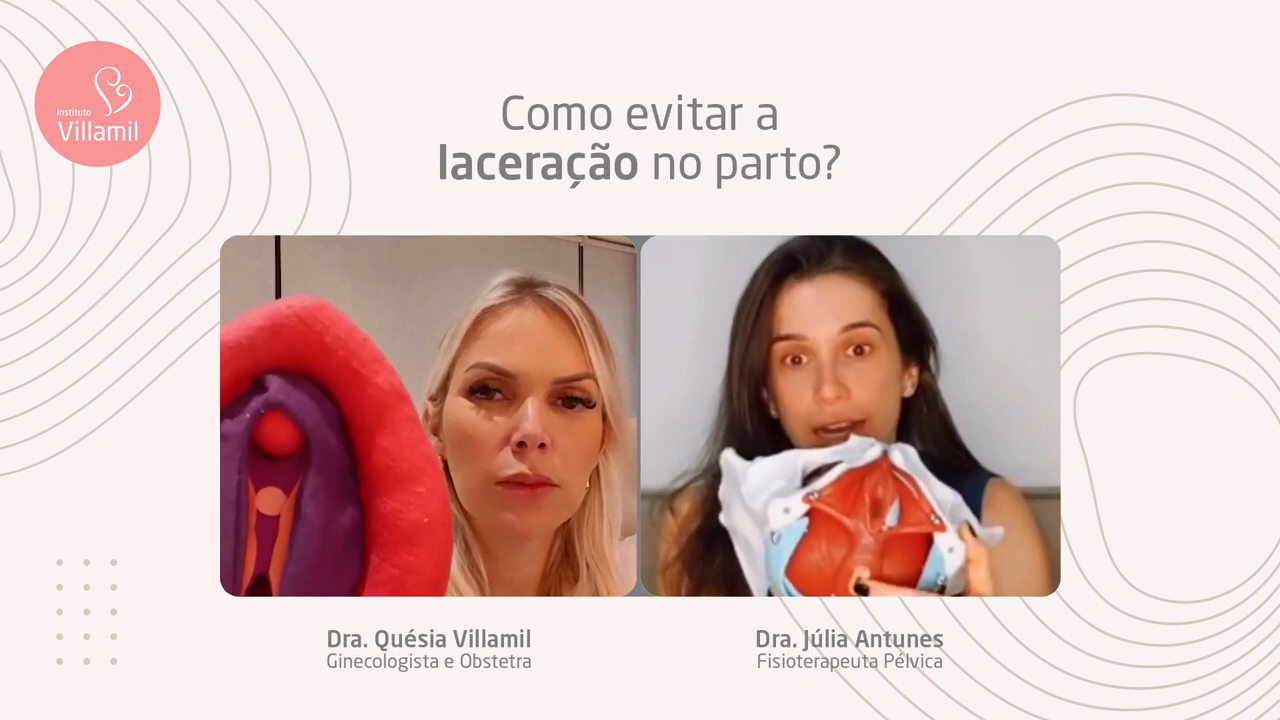 Instituto
Villamil
Como evitar a
laceração no parto?
Dra. Quésia Villamil
Ginecologista e Obstetra
Dra. Júlia Antunes
Fisioterapeuta Pélvica